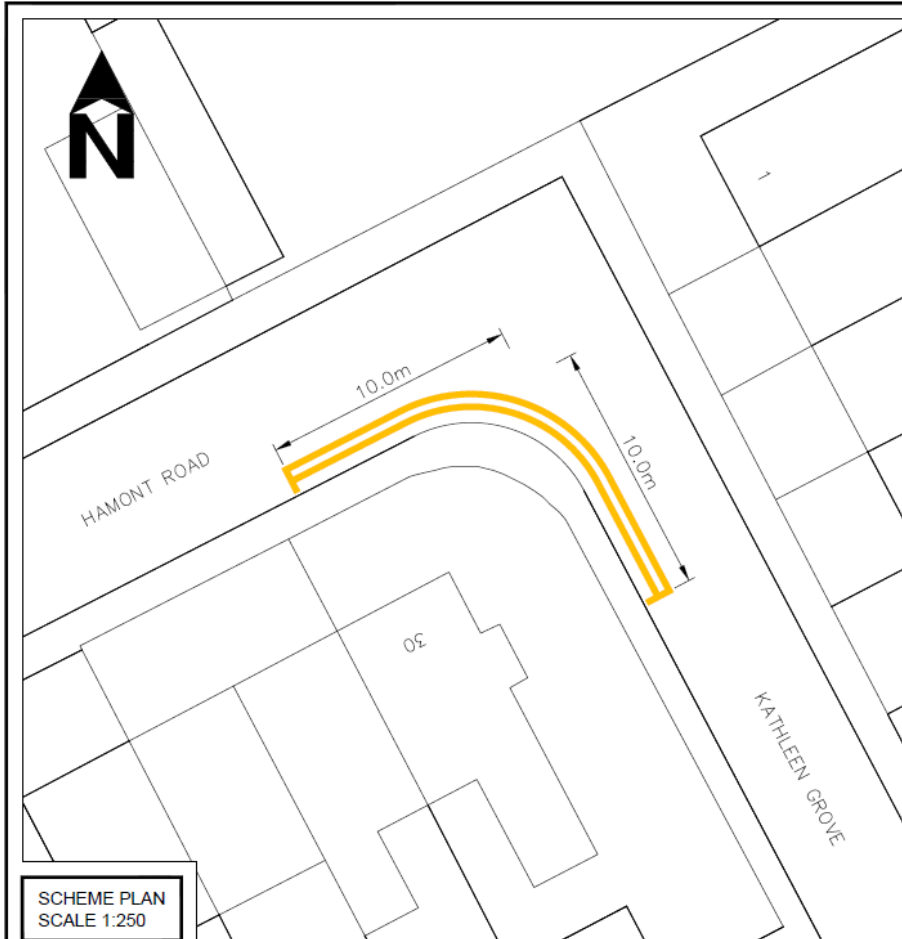 N
1
10.0m
10.0m
HAMONT ROAD
30
KATHLEEN GROVE
SCHEME PLAN
SCALE 1:250